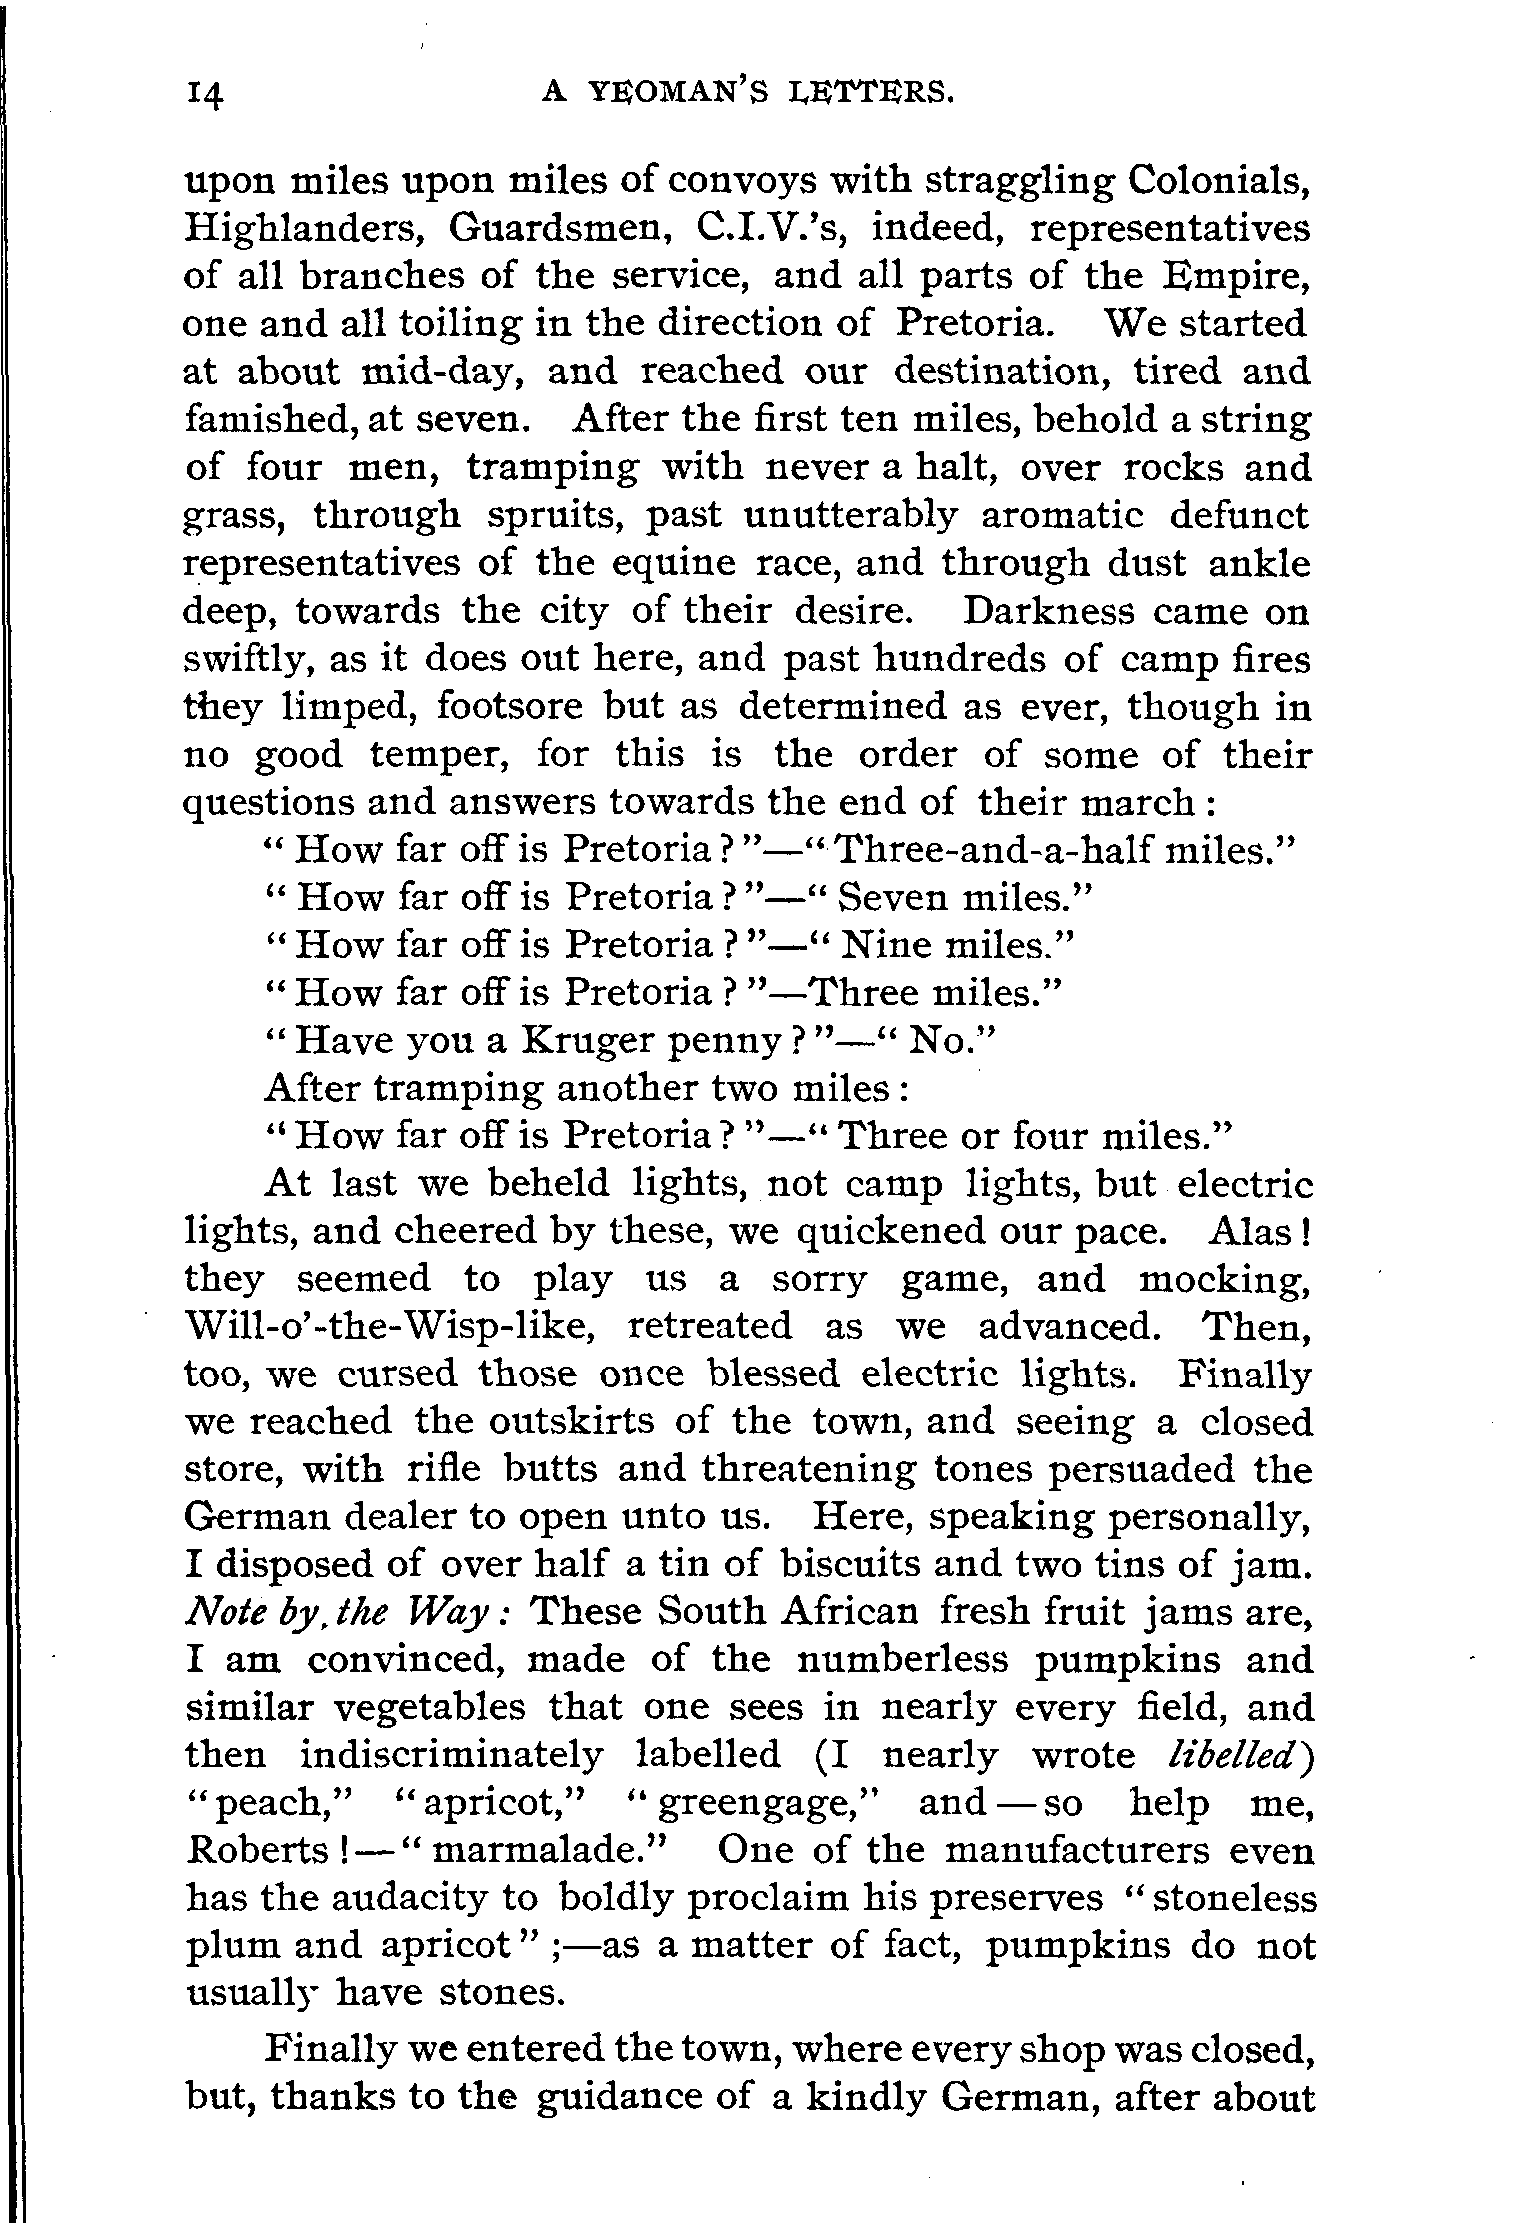 14 A YEOMAN'S LETTERS.
upon miles upon miles of convoys with straggling Colonials,
Highlanders, Guardsmen, C.I.V.'s, indeed, representatives
of all branches of the service, and all parts of the Empire,
one and all toiling in the direction of Pretoria. We started
at about mid-day, and reached our destination, tired and
famished, at seven. After the first ten miles, behold a string
of four men, tramping with never a halt, over rocks and
grass, through spruits, past unutterably aromatic defunct
representatives of the equine race, and through dust ankle
deep, towards the city of their desire. Darkness came on
swiftly, as it does out here, and past hundreds of camp fires
they limped, footsore but as determined as ever, though in
no good temper, for this is the order of some of their
questions and answers towards the end of their march :
" How far off is Pretoria ? "—" Three-and-a-half miles."
" How far off is Pretoria ? "—" Seven miles."
" How far off is Pretoria ? "—" Nine miles."
" How far off is Pretoria ? "—Three miles."
" Have you a Kruger penny ? "—" No."
After tramping another two miles :
" How far off is Pretoria ? "—" Three or four miles."
At last we beheld lights, not camp lights, but electric
lights, and cheered by these, we quickened our pace. Alas !
they seemed to play us a sorry game, and mocking,
Will-o'-the-Wisp-like, retreated as we advanced. Then,
too, we cursed those once blessed electric lights. Finally
we reached the outskirts of the town, and seeing a closed
store, with rifle butts and threatening tones persuaded the
German dealer to open unto us. Here, speaking personally,
I disposed of over half a tin of biscuits and two tins of jam.
Note by the Way : These South African fresh fruit jams are,
I am convinced, made of the numberless pumpkins and
similar vegetables that one sees in nearly every field, and
then indiscriminately labelled (I nearly wrote libelled)
" peach," " apricot," " greengage," and — so help me,
Roberts !—" marmalade." One of the manufacturers even
has the audacity to boldly proclaim his preserves " stoneless
plum and apricot " ;—as a matter of fact, pumpkins do not
usually have stones.
Finally we entered the town, where every shop was closed,
but, thanks to the guidance of a kindly German, after about